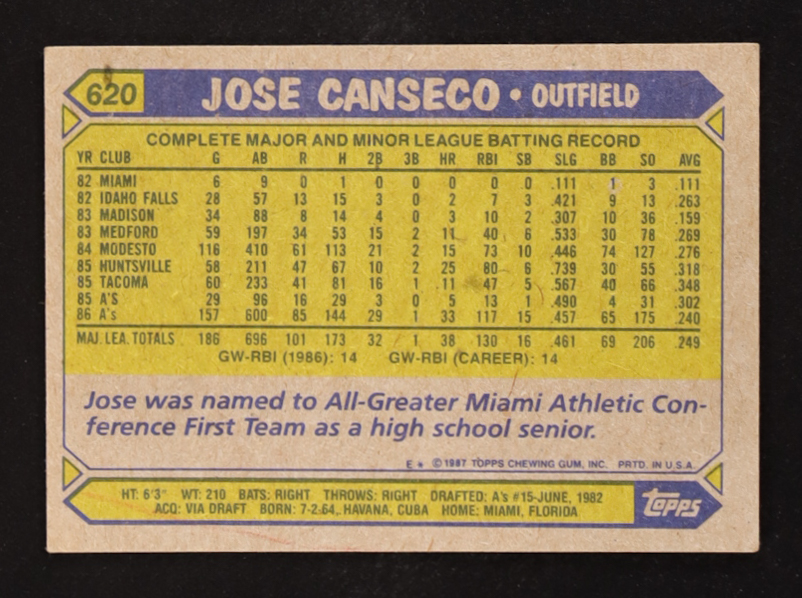 620 JOSE CANSECO • OUTFIELD
COMPLETE MAJOR AND MINOR LEAGUE BATTING RECORD
YR CLUB G AB R H 2B 3B HR RBI SB SLG BB SO AVG
82 MIAMI 6 9 0 1 0 0 0 0 0 .111 1 3 .111
82 IDAHO FALLS 28 57 13 15 3 0 2 7 3 .421 9 13 .263
83 MADISON 34 88 8 14 4 0 3 10 2 .307 10 36 .159
83 MEDFORD 59 197 34 53 15 2 11 40 6 .533 30 78 .269
84 MODESTO 116 410 61 113 21 2 15 73 10 .446 74 127 .276
85 HUNTSVILLE 58 211 47 67 10 2 25 80 6 .739 30 55 .318
85 TACOMA 60 233 41 81 16 1 11 47 5 .567 40 66 .348
85 A'S 29 96 16 29 3 0 5 13 1 .490 4 31 .302
86 A's 157 600 85 144 29 1 33 117 15 .457 65 175 .240
MAJ. LEA. TOTALS 186 696 101 173 32 1 38 130 16 .461 69 206 .249
GW-RBI (1986): 14 GW-RBI (CAREER): 14
Jose was named to All-Greater Miami Athletic Con-
ference First Team as a high school senior.
E* ©1987 TOPPS CHEWING GUM, INC. PRTD. IN U.S.A.
HT: 6'3" WT: 210 BATS: RIGHT THROWS: RIGHT DRAFTED: A's #15-JUNE, 1982
ACQ: VIA DRAFT BORN: 7-2-64, HAVANA, CUBA HOME: MIAMI, FLORIDA
topps